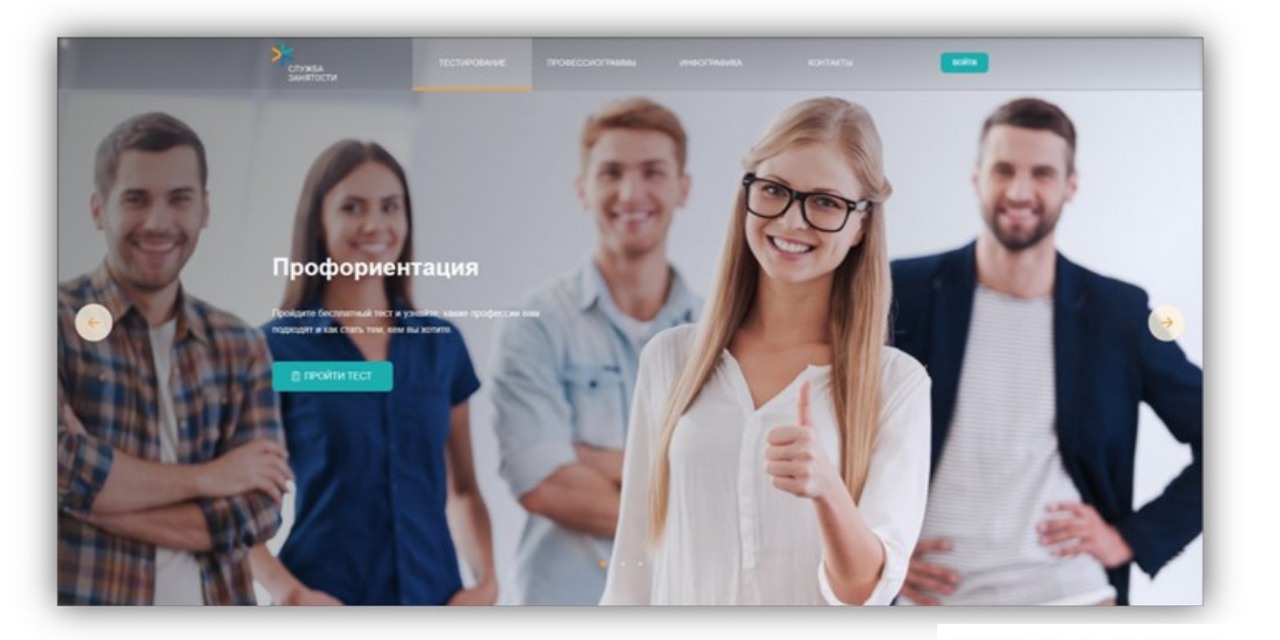 СЛУЖБА
ЗАНЯТОСТИ
ТЕСТИРОВАНИЕ ПРОФЕССИОГРАММЫ ИНФОГРАФИКА КОНТАКТЫ ВОЙТИ
Профориентация
Пройдите бесплатный тест и узнайте, какие профессии вам
подходят и как стать тем, кем вы хотите.
ПРОЙТИ ТЕСТ